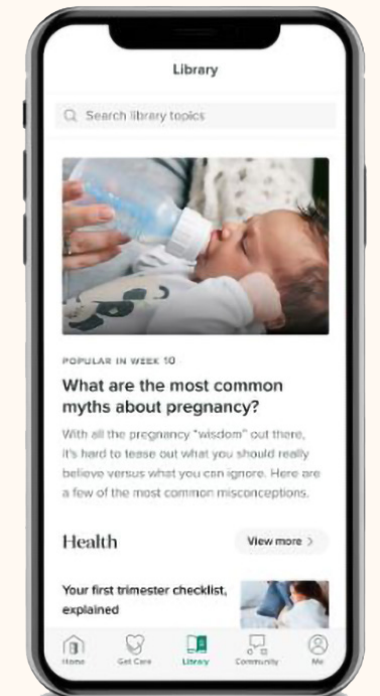 Library
Search library topics
POPULAR IN WEEK 10
What are the most common
myths about pregnancy?
With all the pregnancy “wisdom” out there,
it's hard to tease out what you should really
believe versus what you can ignore. Here are
a few of the most common misconceptions.
Health
View more
Your first trimester checklist,
explained
Home
Get Care
Library
Community
Me